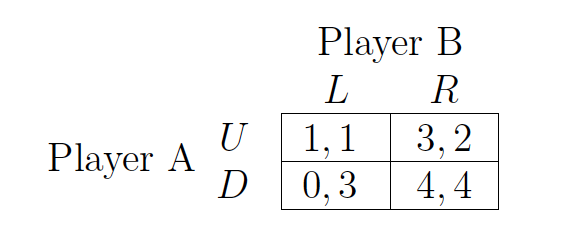 Player B
L R
U 1, 1 3, 2
Player A
D 0, 3 4, 4